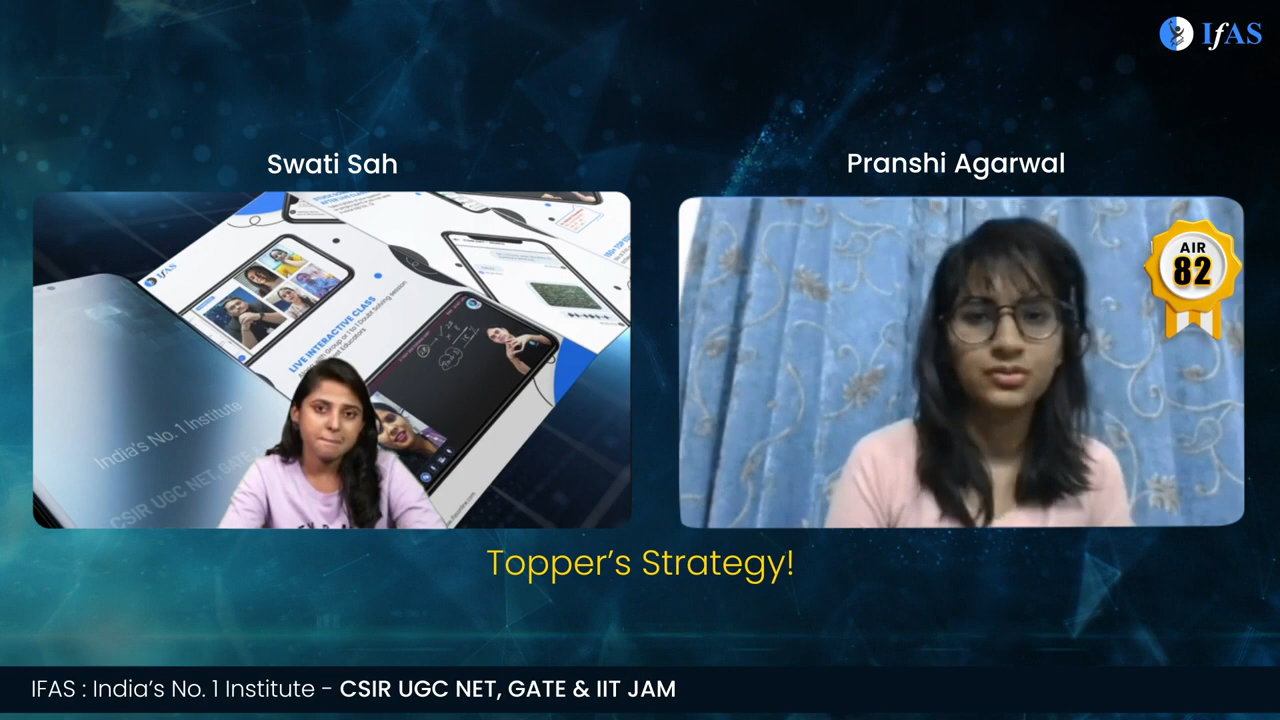 IfAS
Swati Sah
Pranshi Agarwal
IFAS
LIVE INTERACTIVE CLASS
India's No. 1 Institute
CSIR UGC NET, GATE
AIR
82
Topper's Strategy!
IFAS : India's No. 1 Institute - CSIR UGC NET, GATE & IIT JAM